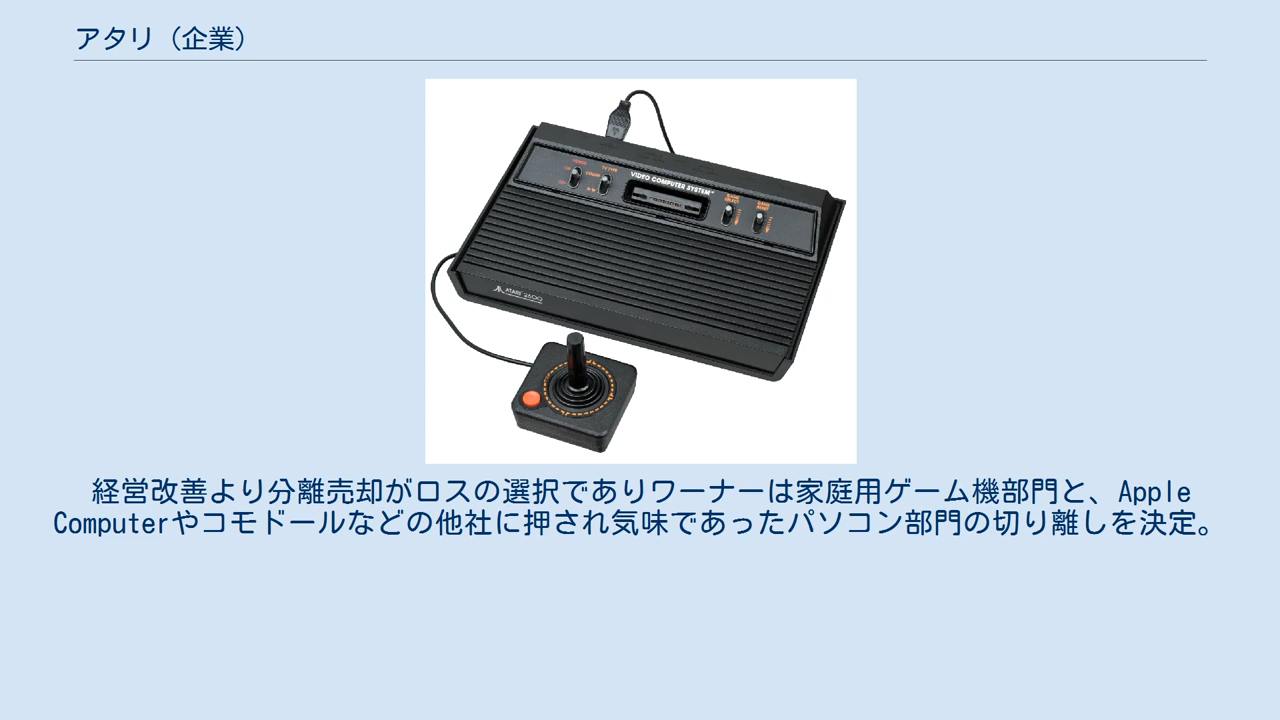 アタリ（企業）
VIDEO COMPUTER SYSTEM
ATARI 2600
経営改善より分離売却がロスの選択でありワーナーは家庭用ゲーム機部門と、Apple
Computerやコモドールなどの他社に押され気味であったパソコン部門の切り離しを決定。